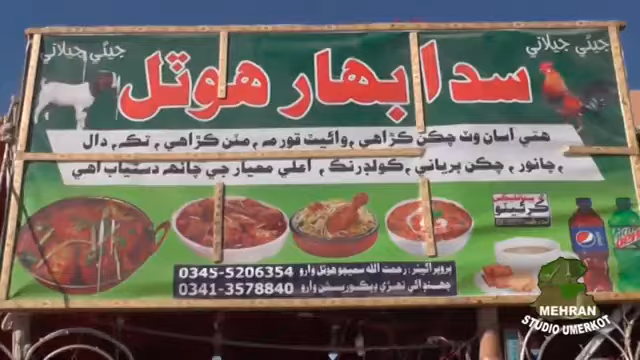 جيئي جيلاني
جيئي جيلاني
سدا بهار هوٽل
هتي اسان وٽ چڪن ڪڙاهي، وائيٽ قورمه، مٽن ڪڙاهي، تڪه، دال
، چانور، چڪن برياني، ڪولڊرنڪ، اعليٰ معيار جي چانهه دستياب آهي
0345-5206354
0341-3578840
پروپرائيٽر: رحمت الله سميجو هوٽل وارو
pepsi
MEHRAN
STUDIO UMERKOT